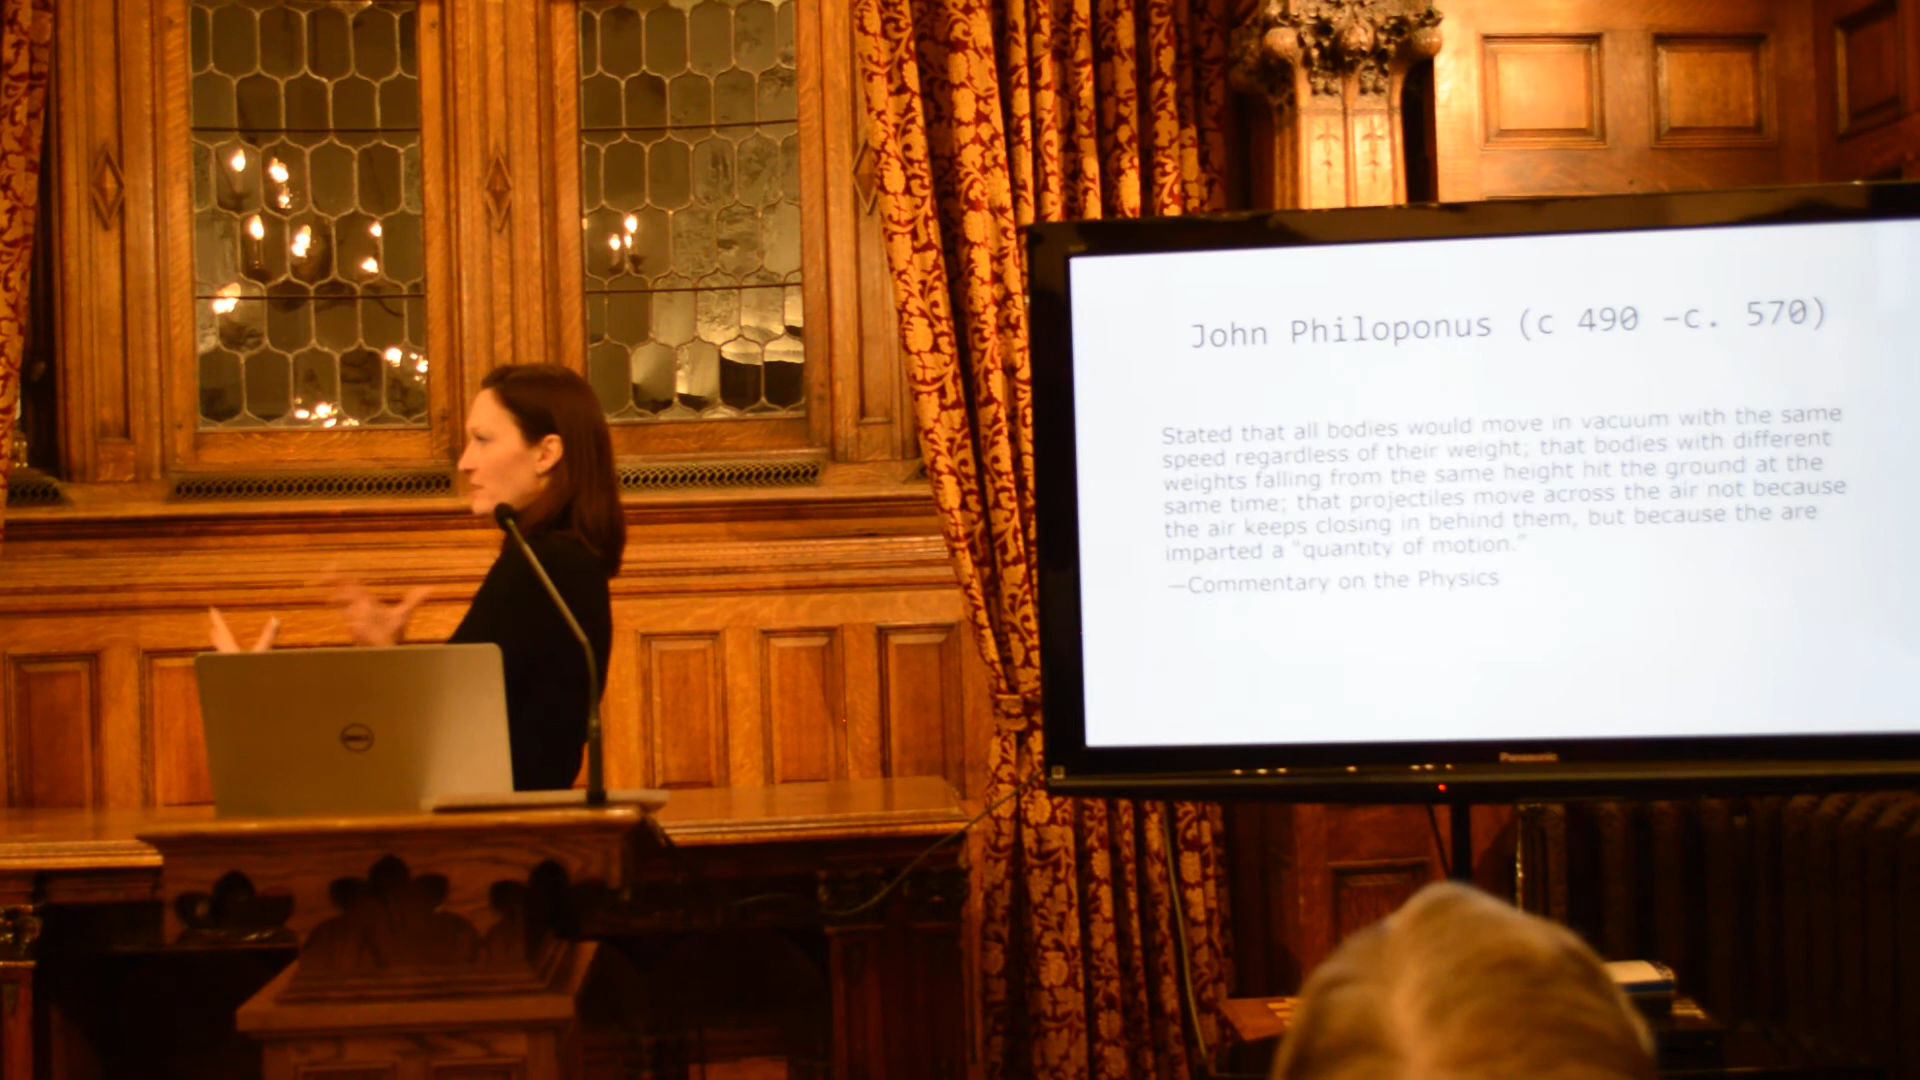 John Philoponus (c 490 –c. 570)
Stated that all bodies would move in vacuum with the same
speed regardless of their weight; that bodies with different
weights falling from the same height hit the ground at the
same time; that projectiles move across the air not because
the air keeps closing in behind them, but because the are
imparted a "quantity of motion."
—Commentary on the Physics
Panasonic
DELL